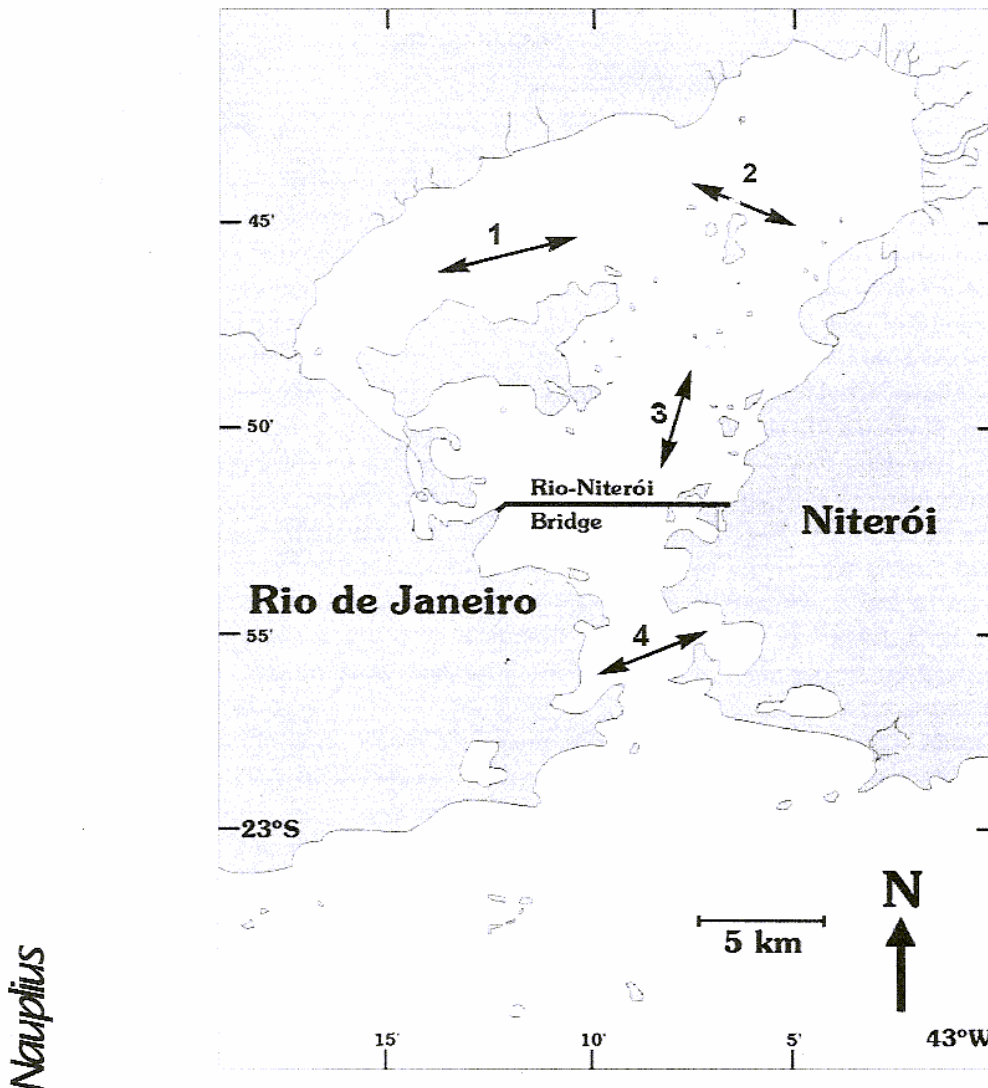 2
45'
1
3
50'
Rio-Niterói
Bridge
Niterói
Rio de Janeiro
4
55'
23°S
N
5 km
15'
10'
5'
43°W
Nauplius